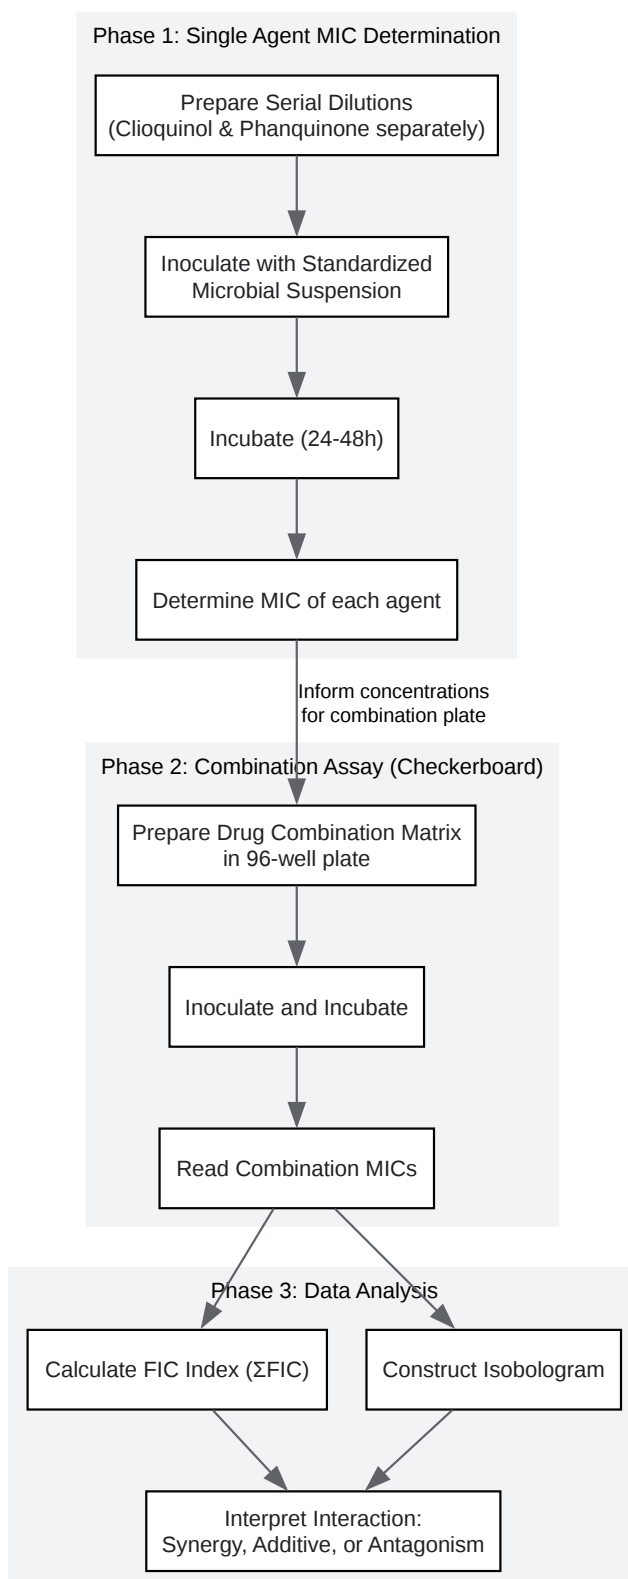 Phase 1: Single Agent MIC Determination
Prepare Serial Dilutions
(Clioquinol & Phanquinone separately)
Inoculate with Standardized
Microbial Suspension
Incubate (24-48h)
Determine MIC of each agent
Inform concentrations
for combination plate
Phase 2: Combination Assay (Checkerboard)
Prepare Drug Combination Matrix
in 96-well plate
Inoculate and Incubate
Read Combination MICs
Phase 3: Data Analysis
Calculate FIC Index (ΣFIC)
Construct Isobologram
Interpret Interaction:
Synergy, Additive, or Antagonism